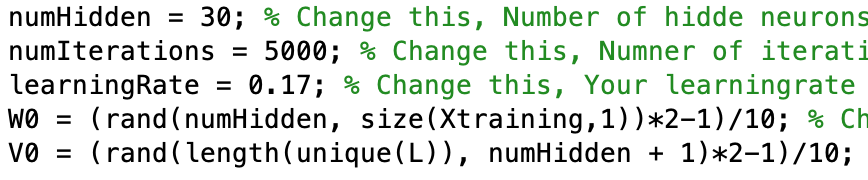 numHidden = 30; % Change this, Number of hidde neurons
numIterations = 5000; % Change this, Numner of iterati
learningRate = 0.17; % Change this, Your learningrate
W0 = (rand(numHidden, size(Xtraining,1))*2-1)/10; % Ch
V0 = (rand(length(unique(L)), numHidden + 1)*2-1)/10;